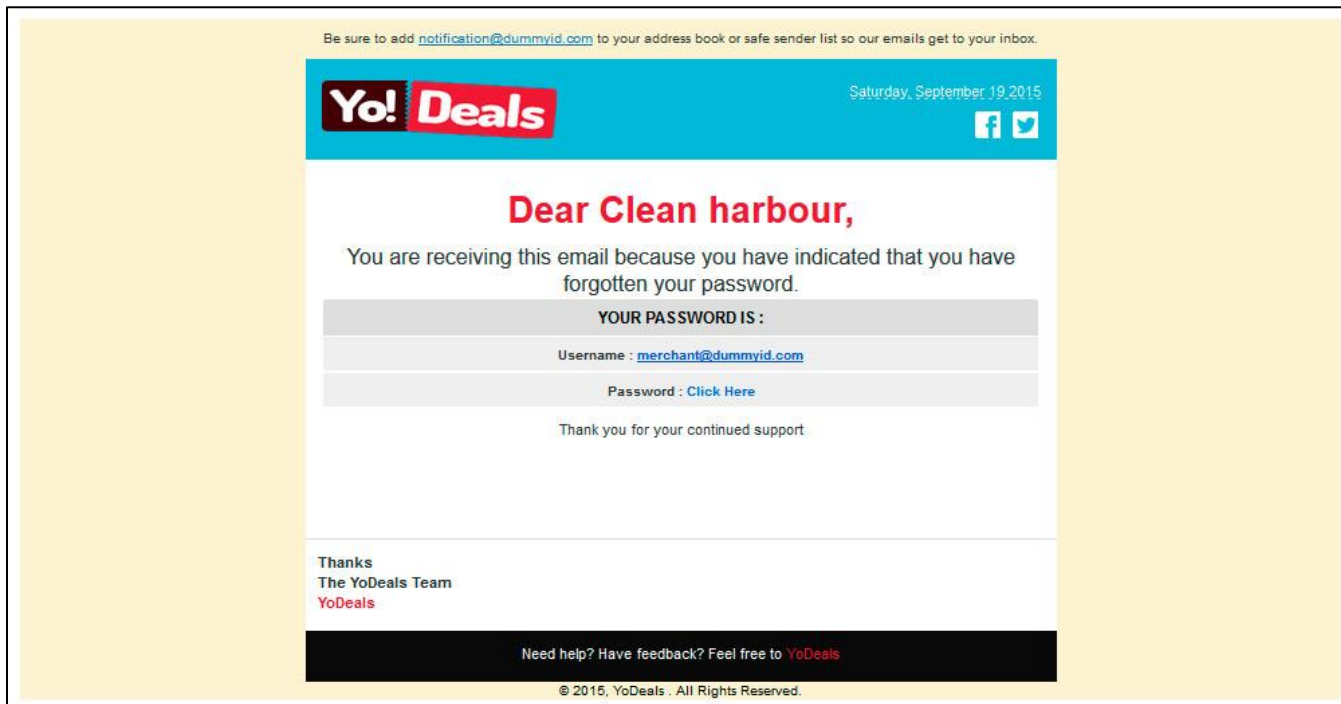 Be sure to add notification@dummyid.com to your address book or safe sender list so our emails get to your inbox.
Yo! Deals
Saturday, September 19,2015
Dear Clean harbour,
You are receiving this email because you have indicated that you have
forgotten your password.
YOUR PASSWORD IS :
Username : merchant@dummyid.com
Password : Click Here
Thank you for your continued support
Thanks
The YoDeals Team
YoDeals
Need help? Have feedback? Feel free to YoDeals
© 2015, YoDeals . All Rights Reserved.